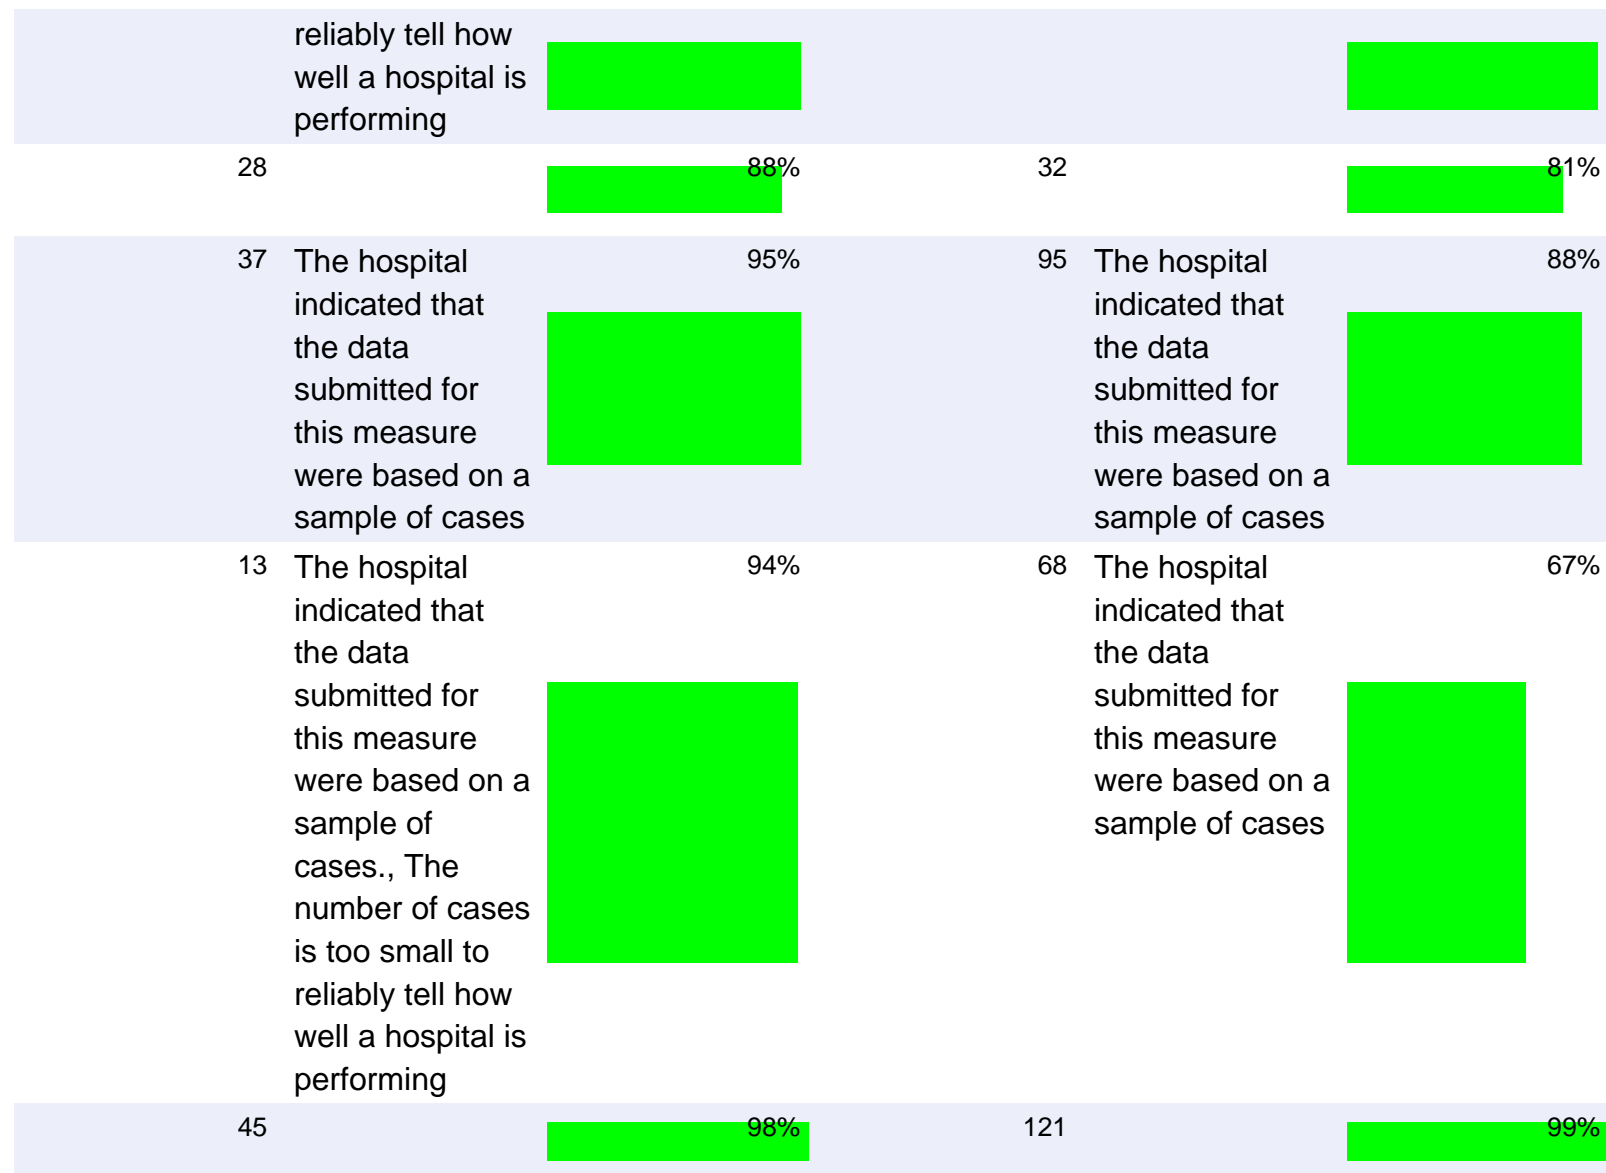 reliably tell how
well a hospital is
performing
28 88% 32 81%
37 The hospital 95% 95 The hospital 88%
indicated that indicated that
the data the data
submitted for submitted for
this measure this measure
were based on a were based on a
sample of cases sample of cases
13 The hospital 94% 68 The hospital 67%
indicated that indicated that
the data the data
submitted for submitted for
this measure this measure
were based on a were based on a
sample of sample of cases
cases., The
number of cases
is too small to
reliably tell how
well a hospital is
performing
45 98% 121 99%